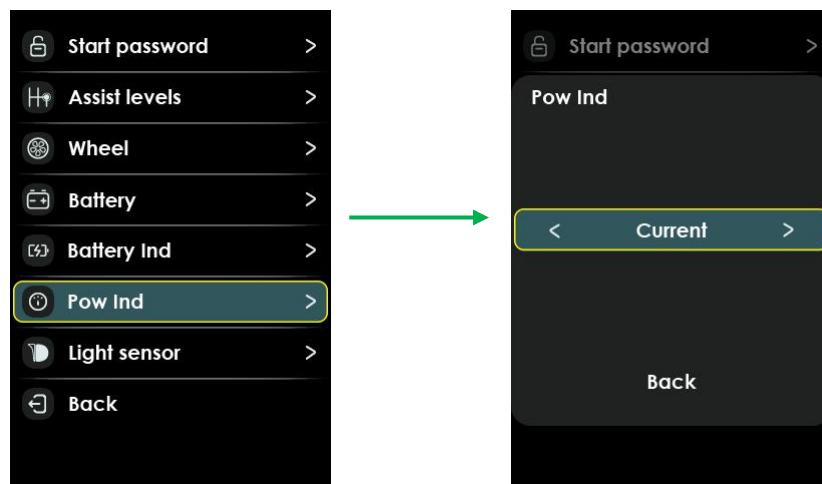 Start password >
Assist levels >
Wheel >
Battery >
Battery Ind >
Pow Ind >
Light sensor >
Back
Start password >
Pow Ind
< Current >
Back